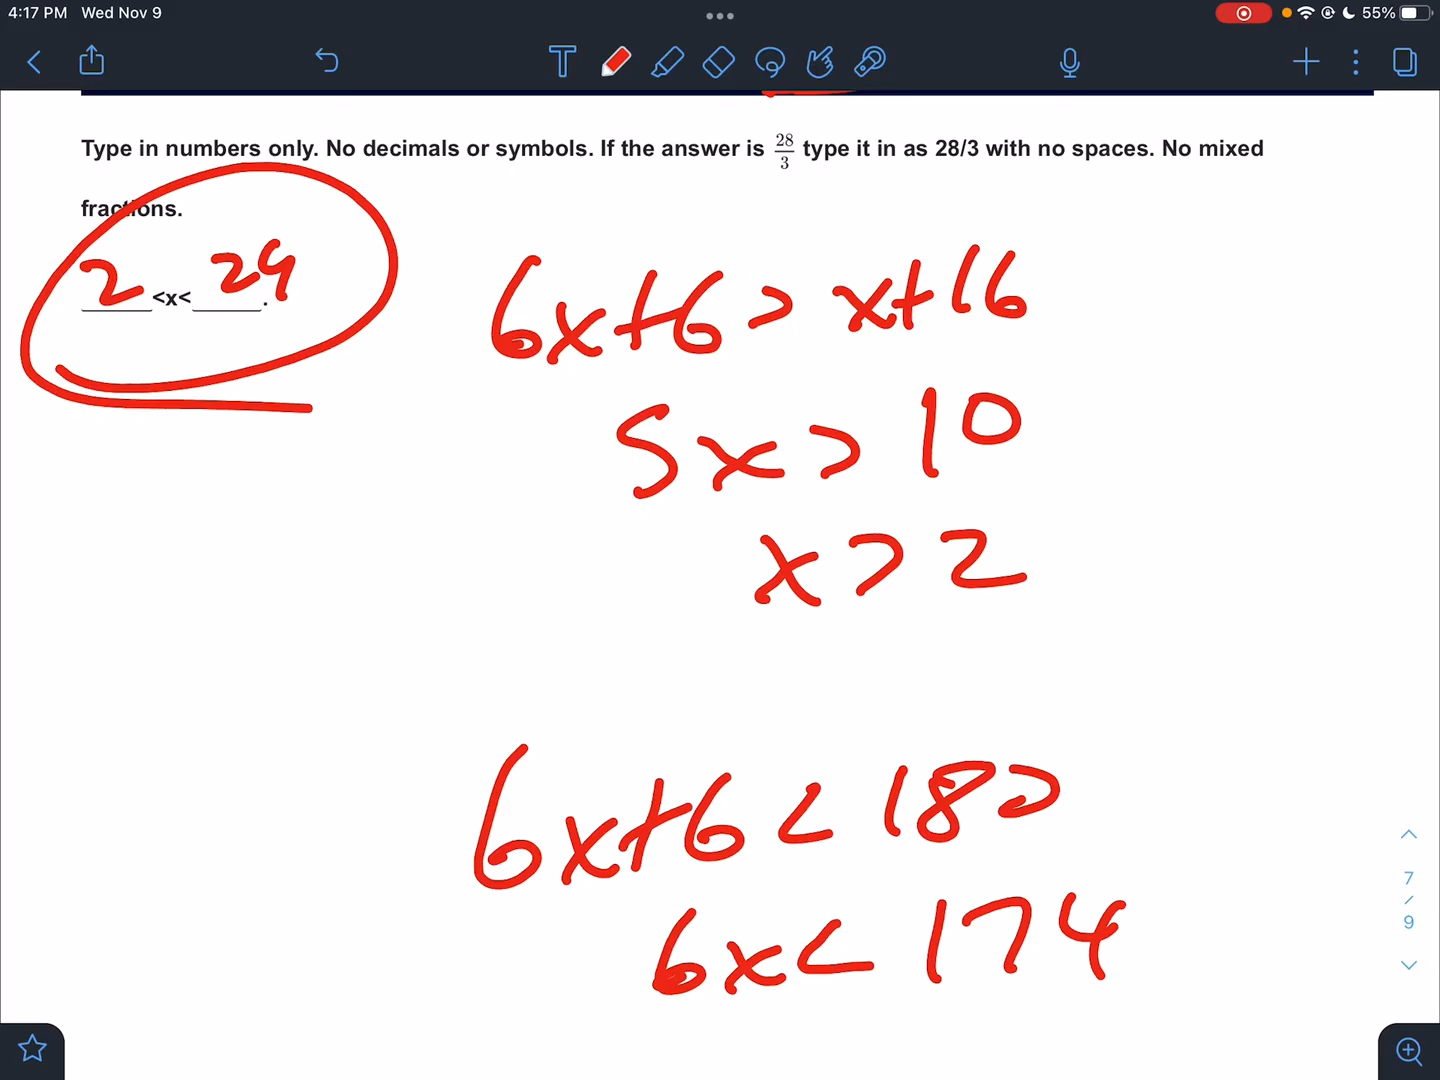 4:17 PM Wed Nov 9
55%
T
Type in numbers only. No decimals or symbols. If the answer is 28/3 type it in as 28/3 with no spaces. No mixed
fractions.
2 <x< 29.
6x+6 > x+16
5x > 10
x > 2
6x+6 < 180
6x < 174
7
/
9